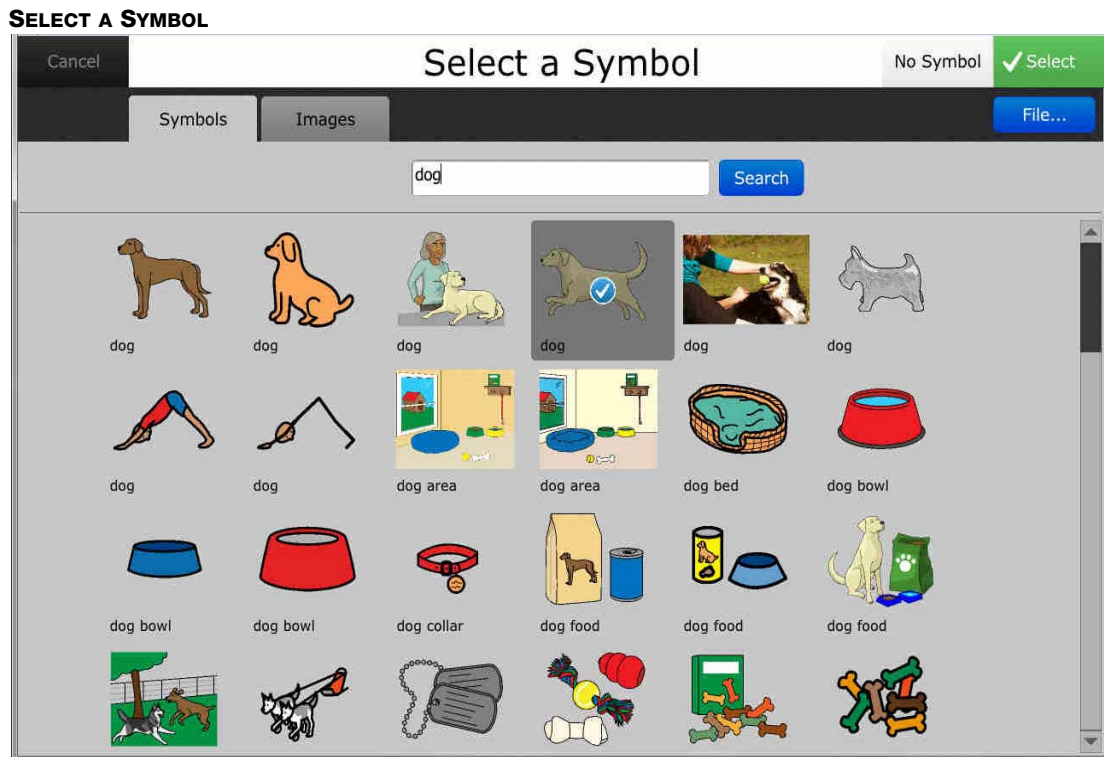 SELECT A SYMBOL
Cancel Select a Symbol No Symbol Select
Symbols Images File...
dog Search
dog dog dog dog dog dog
dog dog dog area dog area dog bed dog bowl
dog bowl dog bowl dog collar dog food dog food dog food